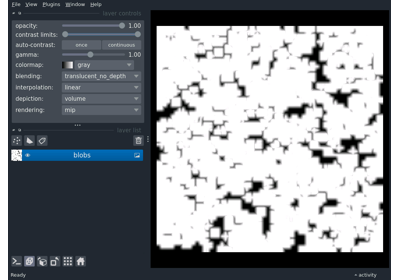 File View Plugins Window Help
layer controls
opacity: 1.00
contrast limits:
auto-contrast: once continuous
gamma: 1.00
colormap: gray
blending: translucent_no_depth
interpolation: linear
depiction: volume
rendering: mip
layer list
blobs
Ready
activity